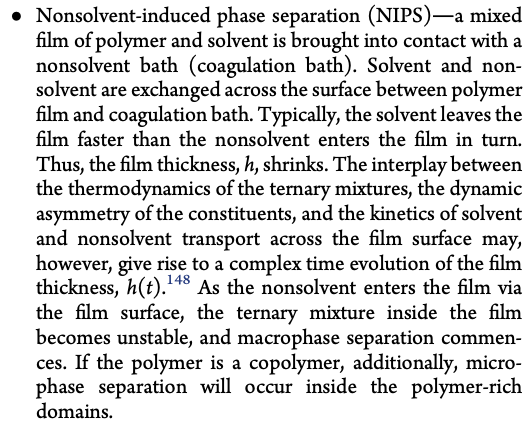 • Nonsolvent-induced phase separation (NIPS)—a mixed
film of polymer and solvent is brought into contact with a
nonsolvent bath (coagulation bath). Solvent and non-
solvent are exchanged across the surface between polymer
film and coagulation bath. Typically, the solvent leaves the
film faster than the nonsolvent enters the film in turn.
Thus, the film thickness, h, shrinks. The interplay between
the thermodynamics of the ternary mixtures, the dynamic
asymmetry of the constituents, and the kinetics of solvent
and nonsolvent transport across the film surface may,
however, give rise to a complex time evolution of the film
thickness, h(t).148 As the nonsolvent enters the film via
the film surface, the ternary mixture inside the film
becomes unstable, and macrophase separation commen-
ces. If the polymer is a copolymer, additionally, micro-
phase separation will occur inside the polymer-rich
domains.